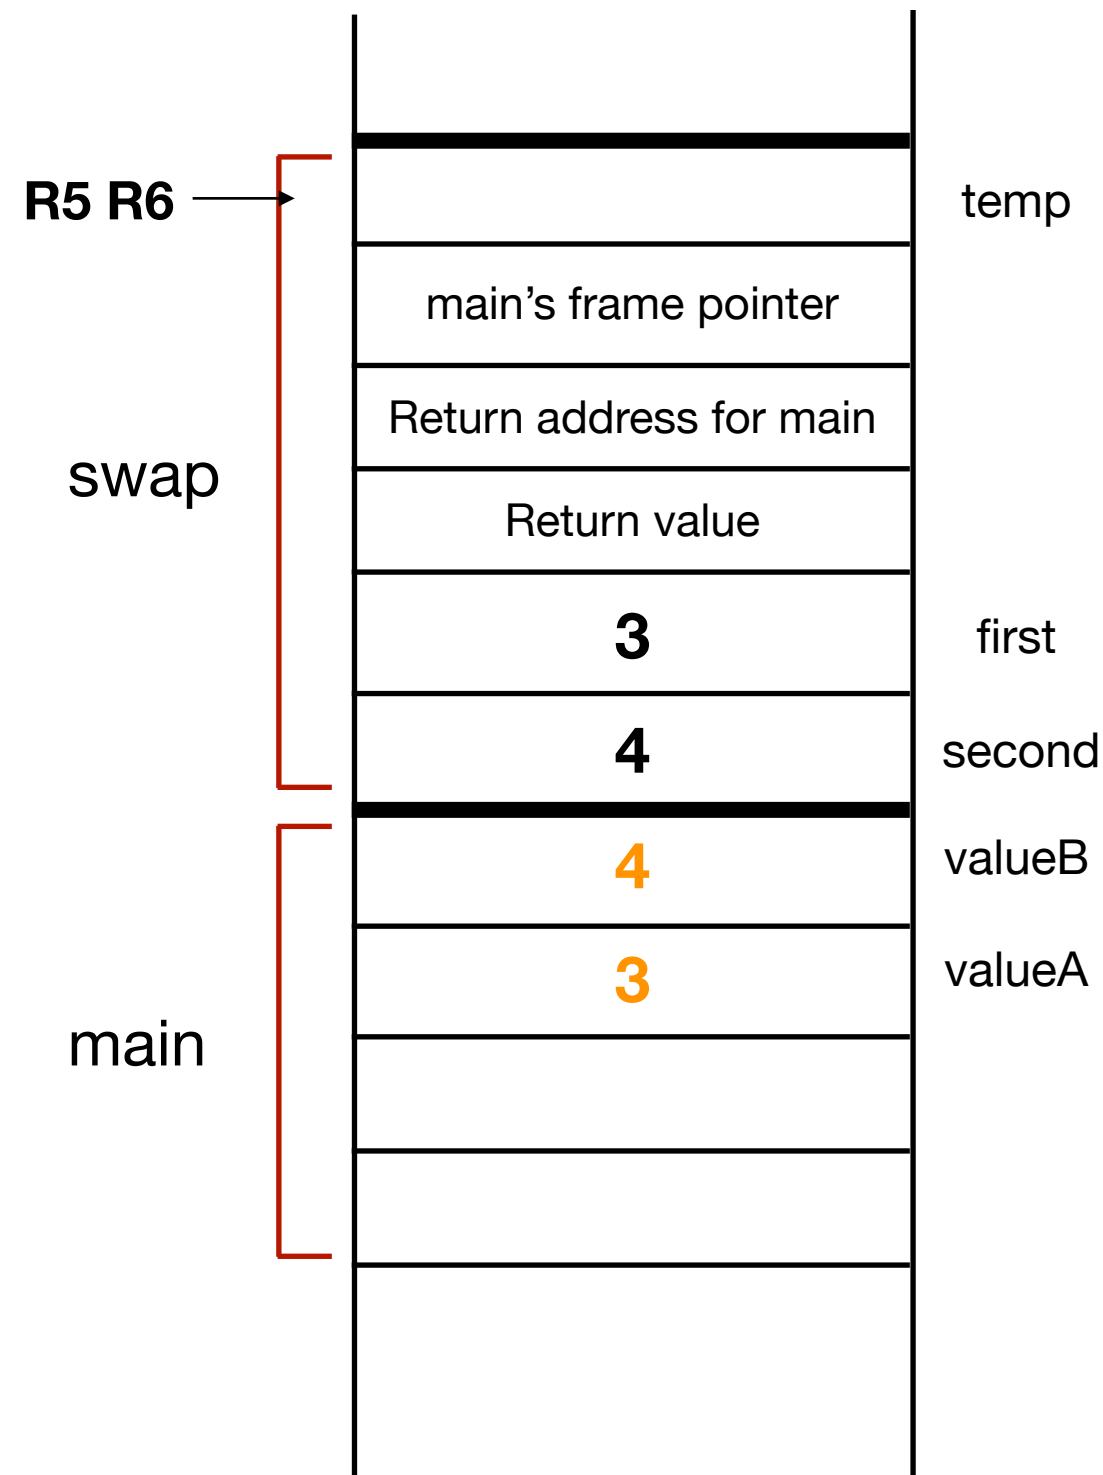 R5 R6
temp
main’s frame pointer
Return address for main
swap
Return value
3
first
4
second
4
valueB
3
valueA
main